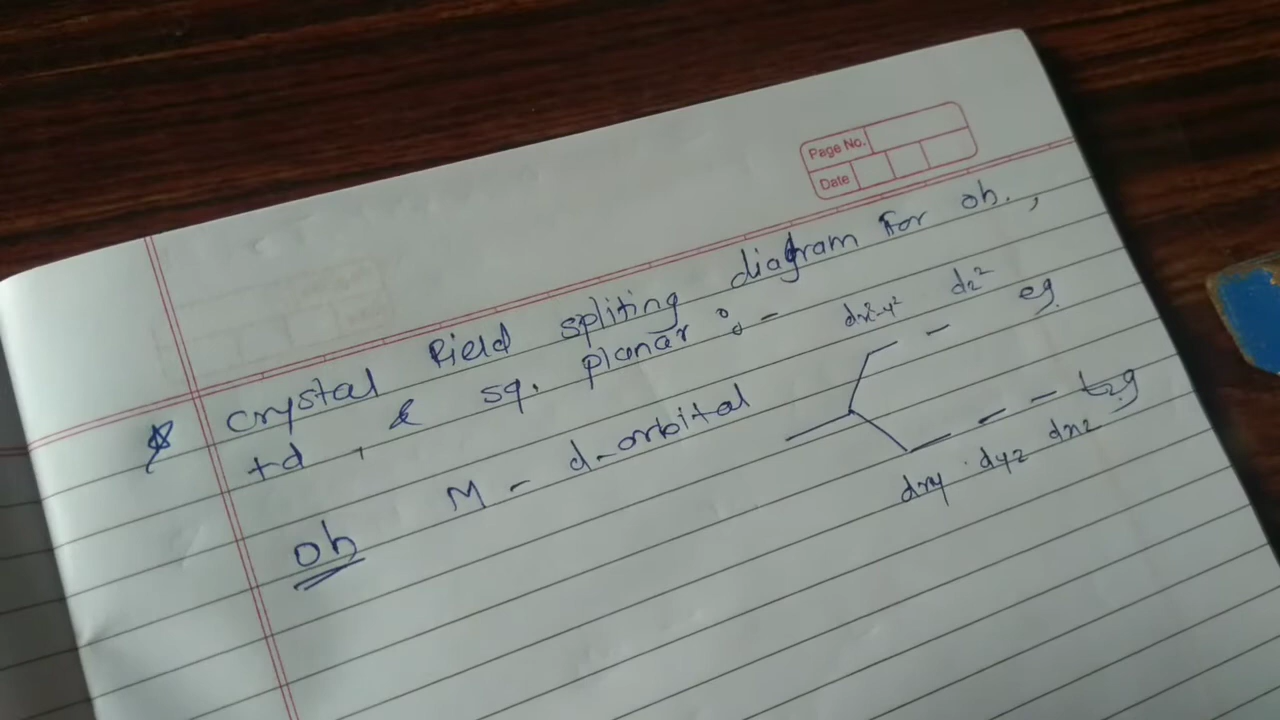 Page No.
Date
Crystal Field spliting diagram For oh.,
td, & sq. planar :-
dx²-y² dz² eg
Oh M - d-orbital t2g
dxy dyz dxz